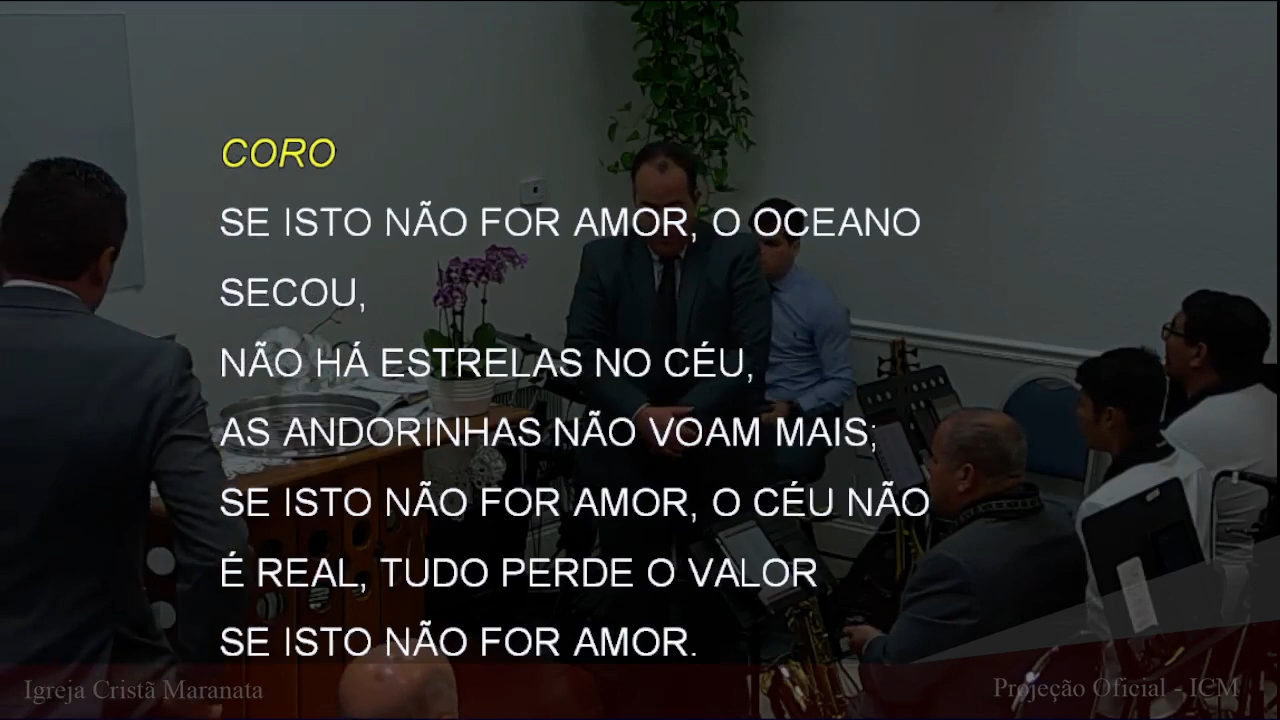 CORO
SE ISTO NÃO FOR AMOR, O OCEANO
SECOU,
NÃO HÁ ESTRELAS NO CÉU,
AS ANDORINHAS NÃO VOAM MAIS;
SE ISTO NÃO FOR AMOR, O CÉU NÃO
É REAL, TUDO PERDE O VALOR
SE ISTO NÃO FOR AMOR.
Igreja Cristã Maranata
Projeção Oficial - ICM